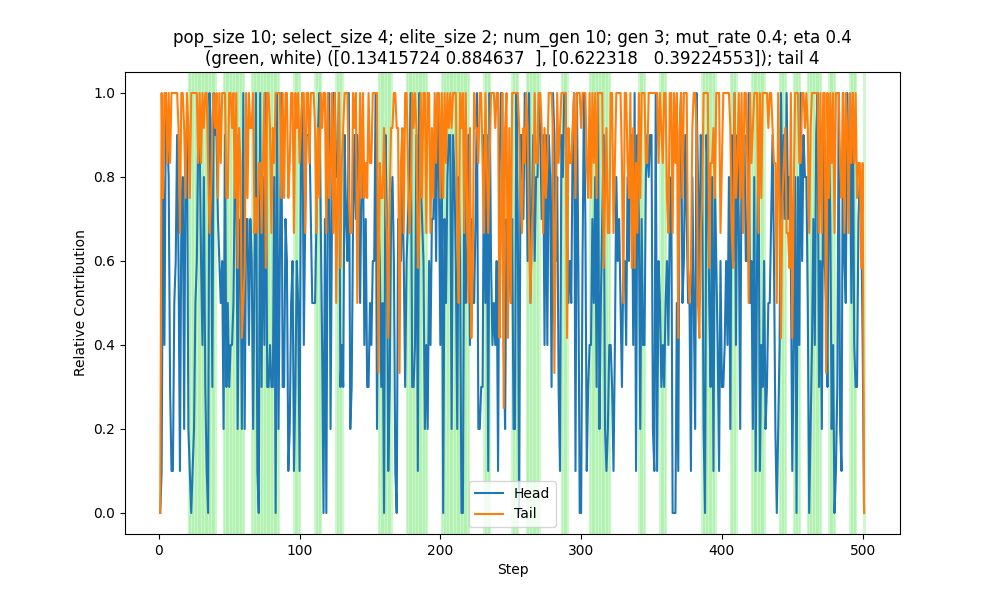 pop_size 10; select_size 4; elite_size 2; num_gen 10; gen 3; mut_rate 0.4; eta 0.4
(green, white) ([0.13415724 0.884637  ], [0.622318   0.39224553]); tail 4
1.0
0.8
0.6
0.4
0.2
0.0
Relative Contribution
Head
Tail
0
100
200
300
400
500
Step